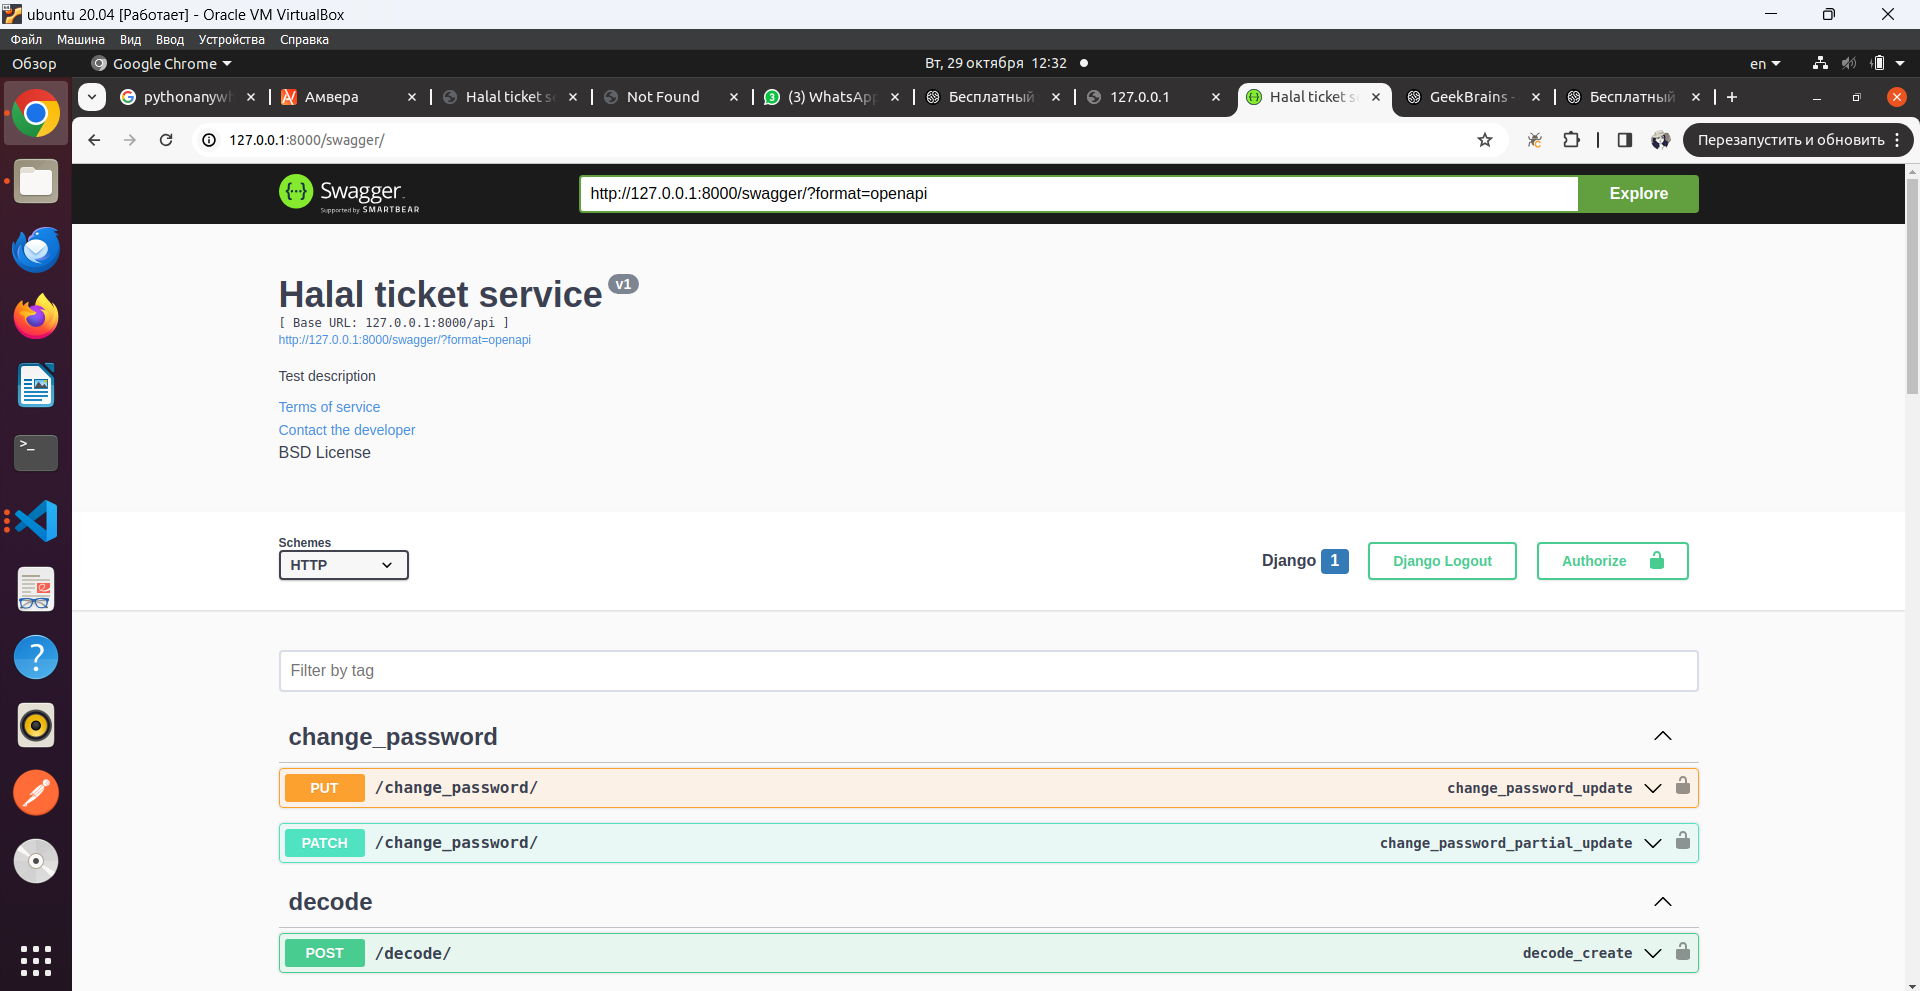 ubuntu 20.04 [Работает] - Oracle VM VirtualBox
Файл Машина Вид Ввод Устройства Справка
Обзор Google Chrome Вт, 29 октября 12:32 en
pythonanywh Амвера Halal ticket se Not Found (3) WhatsApp Бесплатный 127.0.0.1 Halal ticket se GeekBrains - Бесплатный
127.0.0.1:8000/swagger/ Перезапустить и обновить
Swagger
Supported by SMARTBEAR
http://127.0.0.1:8000/swagger/?format=openapi Explore
Halal ticket service v1
[ Base URL: 127.0.0.1:8000/api ]
http://127.0.0.1:8000/swagger/?format=openapi
Test description
Terms of service
Contact the developer
BSD License
Schemes
HTTP Django 1 Django Logout Authorize
Filter by tag
change_password
PUT /change_password/ change_password_update
PATCH /change_password/ change_password_partial_update
decode
POST /decode/ decode_create